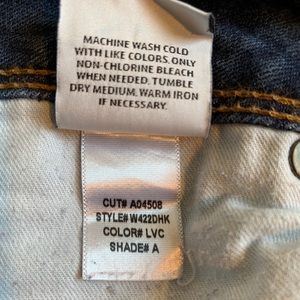 MACHINE WASH COLD
WITH LIKE COLORS. ONLY
NON-CHLORINE BLEACH
WHEN NEEDED. TUMBLE
DRY MEDIUM. WARM IRON
IF NECESSARY.
CUT# A04508
STYLE# W422DHK
COLOR# LVC
SHADE# A